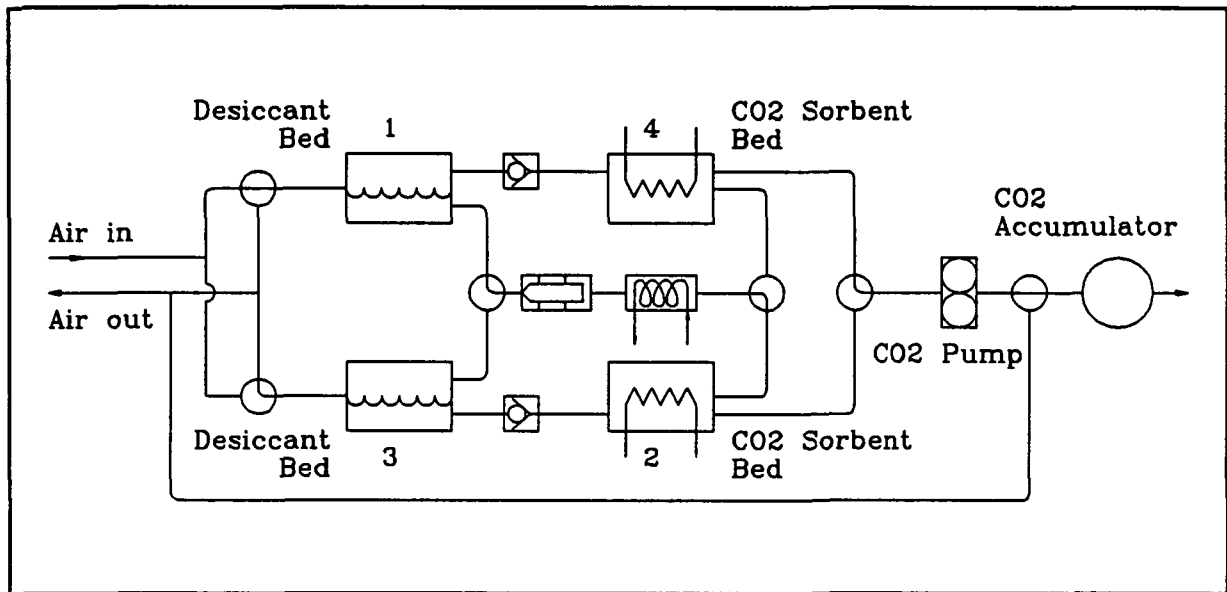 Desiccant
Bed
1
4
CO2 Sorbent
Bed
CO2
Accumulator
Air in
Air out
CO2 Pump
Desiccant
Bed
3
2
CO2 Sorbent
Bed